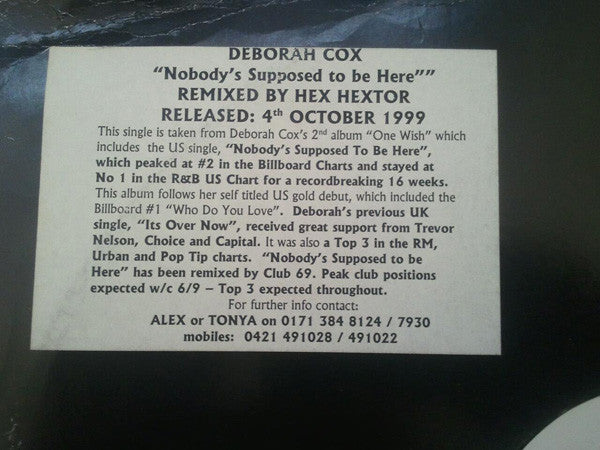 DEBORAH COX
“Nobody’s Supposed to be Here””
REMIXED BY HEX HEXTOR
RELEASED: 4th OCTOBER 1999
This single is taken from Deborah Cox’s 2nd album “One Wish” which
includes the US single, “Nobody’s Supposed To Be Here”,
which peaked at #2 in the Billboard Charts and stayed at
No 1 in the R&B US Chart for a recordbreaking 16 weeks.
This album follows her self titled US gold debut, which included the
Billboard #1 “Who Do You Love”. Deborah’s previous UK
single, “Its Over Now”, received great support from Trevor
Nelson, Choice and Capital. It was also a Top 3 in the RM,
Urban and Pop Tip charts. “Nobody’s Supposed to be
Here” has been remixed by Club 69. Peak club positions
expected w/c 6/9 – Top 3 expected throughout.
For further info contact:
ALEX or TONYA on 0171 384 8124 / 7930
mobiles: 0421 491028 / 491022